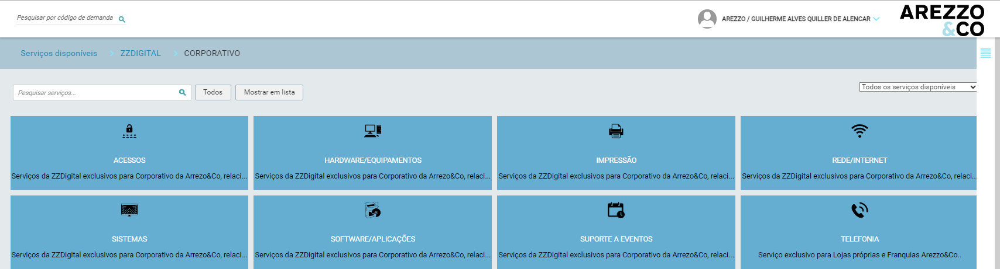 Pesquisar por código de demanda
AREZZO / GUILHERME ALVES QUILLER DE ALENCAR
AREZZO
&CO
Serviços disponíveis > ZZDIGITAL > CORPORATIVO
Pesquisar serviços...
Todos
Mostrar em lista
Todos os serviços disponíveis
ACESSOS
Serviços da ZZDigital exclusivos para Corporativo da Arrezo&Co, relaci...
HARDWARE/EQUIPAMENTOS
Serviços da ZZDigital exclusivos para Corporativo da Arrezo&Co, relaci...
IMPRESSÃO
Serviços da ZZDigital exclusivos para Corporativo da Arrezo&Co, relaci...
REDE/INTERNET
Serviços da ZZDigital exclusivos para Corporativo da Arrezo&Co, relaci...
SISTEMAS
Serviços da ZZDigital exclusivos para Corporativo da Arrezo&Co, relaci...
SOFTWARE/APLICAÇÕES
Serviços da ZZDigital exclusivos para Corporativo da Arrezo&Co, relaci...
SUPORTE A EVENTOS
Serviços da ZZDigital exclusivos para Corporativo da Arrezo&Co, relaci...
TELEFONIA
Serviço exclusivo para Lojas próprias e Franquias Arezzo&Co..